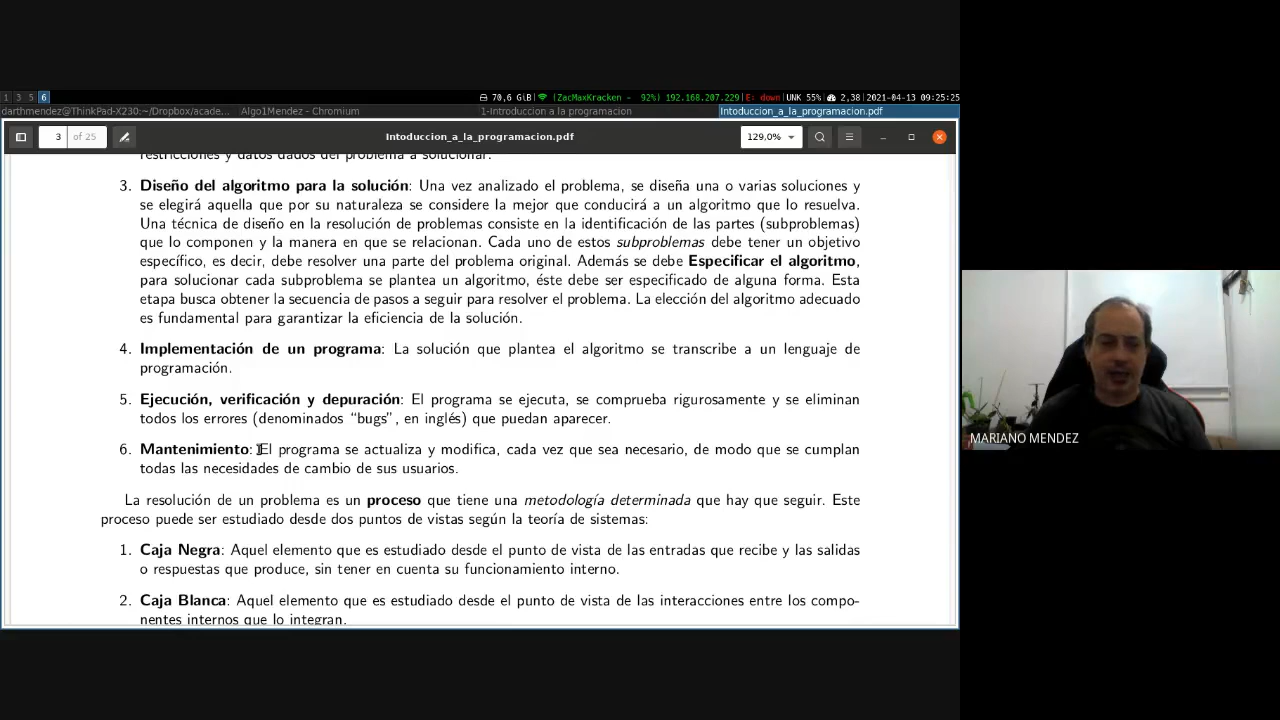 1 3 5 6
70,6 GiB (ZacMaxKracken - 92%) 192.168.207.229 E: down UNK 55% 2,38 2021-04-13 09:25:25
darthmendez@ThinkPad-X230:~/Dropbox/acade... Algo1Mendez - Chromium 1-Introduccion a la programacion Intoduccion_a_la_programacion.pdf
3 of 25 Intoduccion_a_la_programacion.pdf 129,0%
restricciones y datos dados del problema a solucionar.
3. Diseño del algoritmo para la solución: Una vez analizado el problema, se diseña una o varias soluciones y
se elegirá aquella que por su naturaleza se considere la mejor que conducirá a un algoritmo que lo resuelva.
Una técnica de diseño en la resolución de problemas consiste en la identificación de las partes (subproblemas)
que lo componen y la manera en que se relacionan. Cada uno de estos subproblemas debe tener un objetivo
específico, es decir, debe resolver una parte del problema original. Además se debe Especificar el algoritmo,
para solucionar cada subproblema se plantea un algoritmo, éste debe ser especificado de alguna forma. Esta
etapa busca obtener la secuencia de pasos a seguir para resolver el problema. La elección del algoritmo adecuado
es fundamental para garantizar la eficiencia de la solución.
4. Implementación de un programa: La solución que plantea el algoritmo se transcribe a un lenguaje de
programación.
5. Ejecución, verificación y depuración: El programa se ejecuta, se comprueba rigurosamente y se eliminan
todos los errores (denominados “bugs”, en inglés) que puedan aparecer.
6. Mantenimiento: El programa se actualiza y modifica, cada vez que sea necesario, de modo que se cumplan
todas las necesidades de cambio de sus usuarios.
La resolución de un problema es un proceso que tiene una metodología determinada que hay que seguir. Este
proceso puede ser estudiado desde dos puntos de vistas según la teoría de sistemas:
1. Caja Negra: Aquel elemento que es estudiado desde el punto de vista de las entradas que recibe y las salidas
o respuestas que produce, sin tener en cuenta su funcionamiento interno.
2. Caja Blanca: Aquel elemento que es estudiado desde el punto de vista de las interacciones entre los compo-
nentes internos que lo integran.
MARIANO MENDEZ